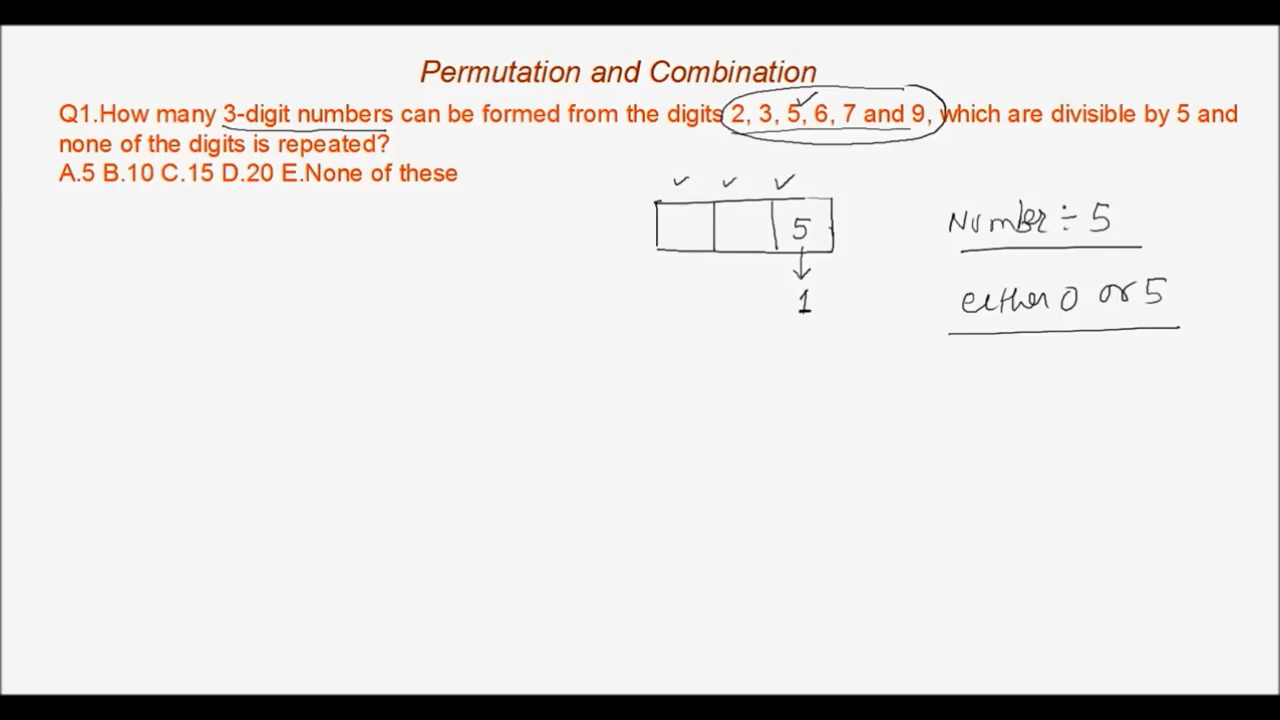 Permutation and Combination
Q1.How many 3-digit numbers can be formed from the digits 2, 3, 5, 6, 7 and 9, which are divisible by 5 and
none of the digits is repeated?
A.5 B.10 C.15 D.20 E.None of these
5
1
Number ÷ 5
either 0 or 5